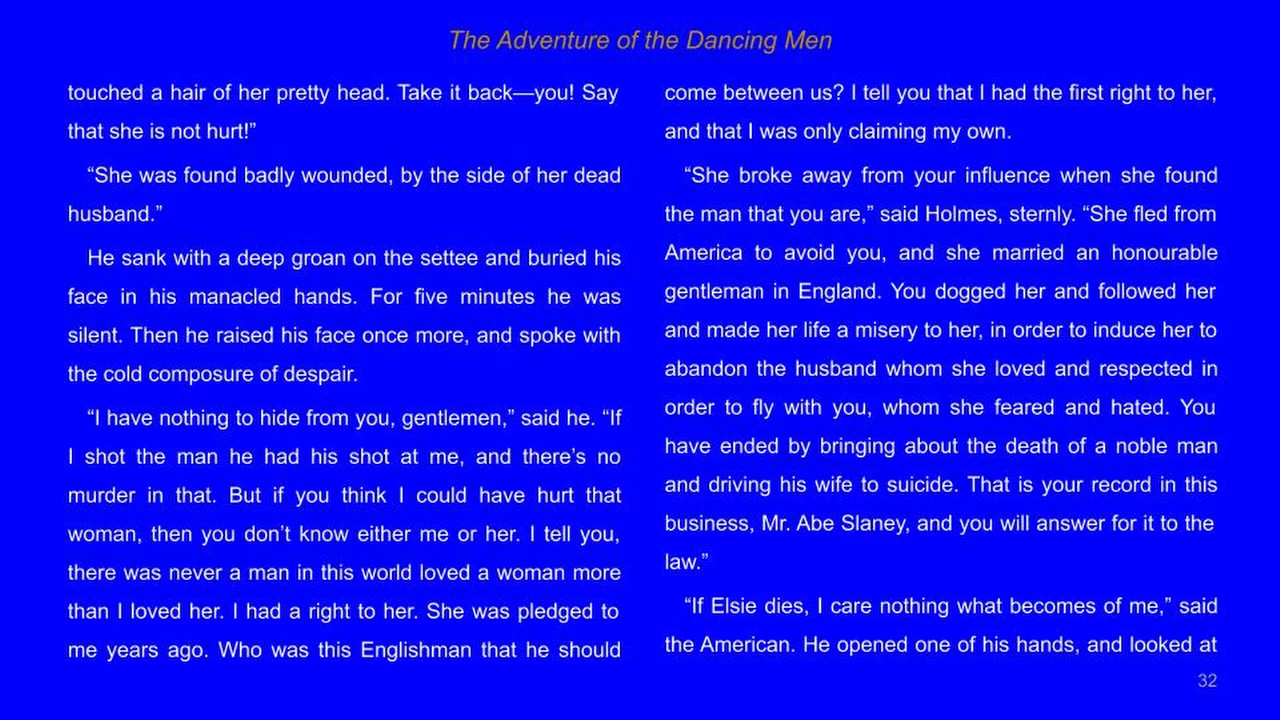 The Adventure of the Dancing Men
touched a hair of her pretty head. Take it back—you! Say
that she is not hurt!”
“She was found badly wounded, by the side of her dead
husband.”
He sank with a deep groan on the settee and buried his
face in his manacled hands. For five minutes he was
silent. Then he raised his face once more, and spoke with
the cold composure of despair.
“I have nothing to hide from you, gentlemen,” said he. “If
I shot the man he had his shot at me, and there’s no
murder in that. But if you think I could have hurt that
woman, then you don’t know either me or her. I tell you,
there was never a man in this world loved a woman more
than I loved her. I had a right to her. She was pledged to
me years ago. Who was this Englishman that he should
come between us? I tell you that I had the first right to her,
and that I was only claiming my own.
“She broke away from your influence when she found
the man that you are,” said Holmes, sternly. “She fled from
America to avoid you, and she married an honourable
gentleman in England. You dogged her and followed her
and made her life a misery to her, in order to induce her to
abandon the husband whom she loved and respected in
order to fly with you, whom she feared and hated. You
have ended by bringing about the death of a noble man
and driving his wife to suicide. That is your record in this
business, Mr. Abe Slaney, and you will answer for it to the
law.”
“If Elsie dies, I care nothing what becomes of me,” said
the American. He opened one of his hands, and looked at
32